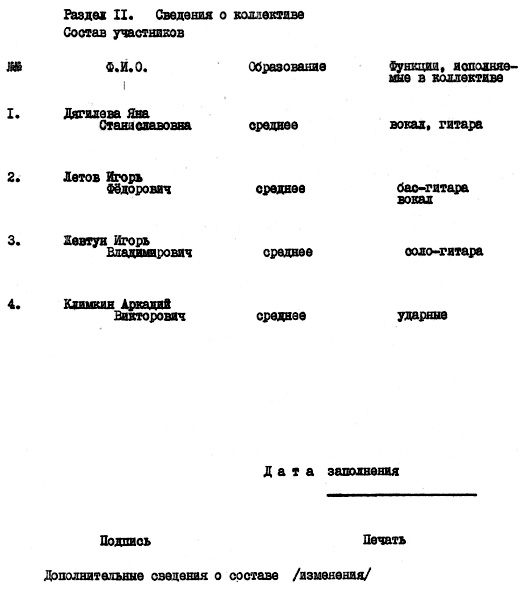 Раздел II. Сведения о коллективе
Состав участников
№№ Ф.И.О. Образование Функции, исполняе-
мые в коллективе
I. Дягилева Яна
Станиславовна среднее вокал, гитара
2. Летов Игорь
Фёдорович среднее бас-гитара
вокал
3. Жевтун Игорь
Владимирович среднее соло-гитара
4. Климкин Аркадий
Викторович среднее ударные
Д а т а заполнения
Подпись Печать
Дополнительные сведения о составе /изменения/